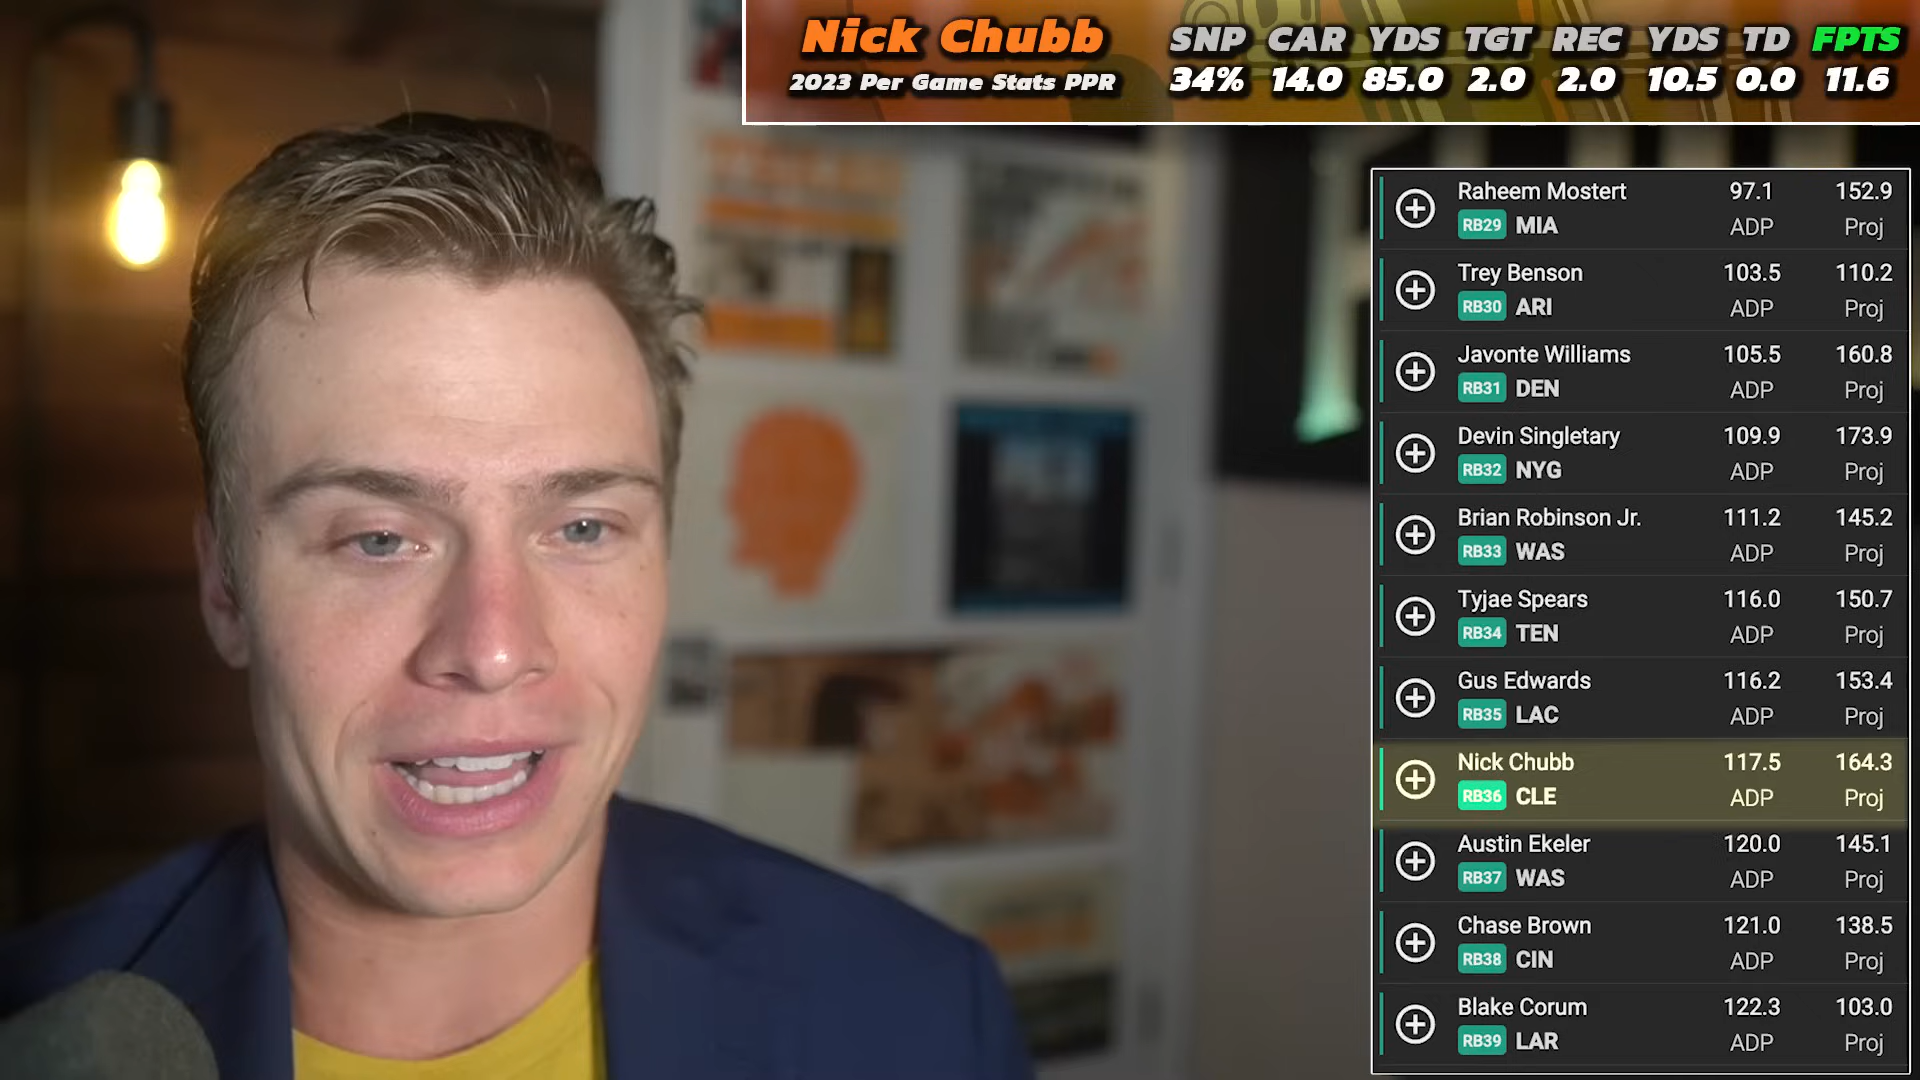 Nick Chubb
2023 Per Game Stats PPR
SNP CAR YDS TGT REC YDS TD FPTS
34% 14.0 85.0 2.0 2.0 10.5 0.0 11.6
Raheem Mostert 97.1 152.9
RB29 MIA ADP Proj
Trey Benson 103.5 110.2
RB30 ARI ADP Proj
Javonte Williams 105.5 160.8
RB31 DEN ADP Proj
Devin Singletary 109.9 173.9
RB32 NYG ADP Proj
Brian Robinson Jr. 111.2 145.2
RB33 WAS ADP Proj
Tyjae Spears 116.0 150.7
RB34 TEN ADP Proj
Gus Edwards 116.2 153.4
RB35 LAC ADP Proj
Nick Chubb 117.5 164.3
RB36 CLE ADP Proj
Austin Ekeler 120.0 145.1
RB37 WAS ADP Proj
Chase Brown 121.0 138.5
RB38 CIN ADP Proj
Blake Corum 122.3 103.0
RB39 LAR ADP Proj